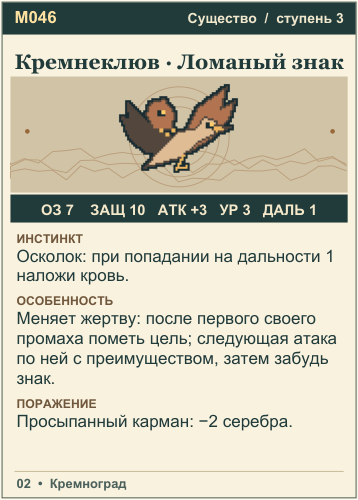 M046
Существо / ступень 3
Кремнеклюв · Ломаный знак
ОЗ 7 ЗАЩ 10 АТК +3 УР 3 ДАЛЬ 1
ИНСТИНКТ
Осколок: при попадании на дальности 1
наложи кровь.
ОСОБЕННОСТЬ
Меняет жертву: после первого своего
промаха пометь цель; следующая атака
по ней с преимуществом, затем забудь
знак.
ПОРАЖЕНИЕ
Просыпанный карман: −2 серебра.
02 • Кремноград